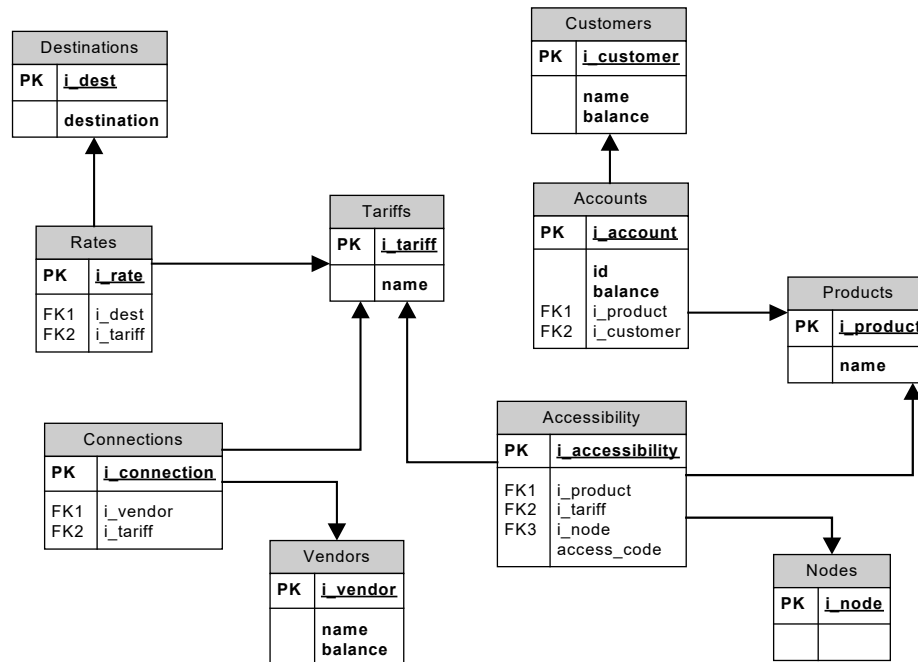 Destinations
PK i_dest
destination
Customers
PK i_customer
name
balance
Rates
PK i_rate
FK1 i_dest
FK2 i_tariff
Tariffs
PK i_tariff
name
Accounts
PK i_account
id
balance
FK1 i_product
FK2 i_customer
Products
PK i_product
name
Connections
PK i_connection
FK1 i_vendor
FK2 i_tariff
Accessibility
PK i_accessibility
FK1 i_product
FK2 i_tariff
FK3 i_node
access_code
Vendors
PK i_vendor
name
balance
Nodes
PK i_node